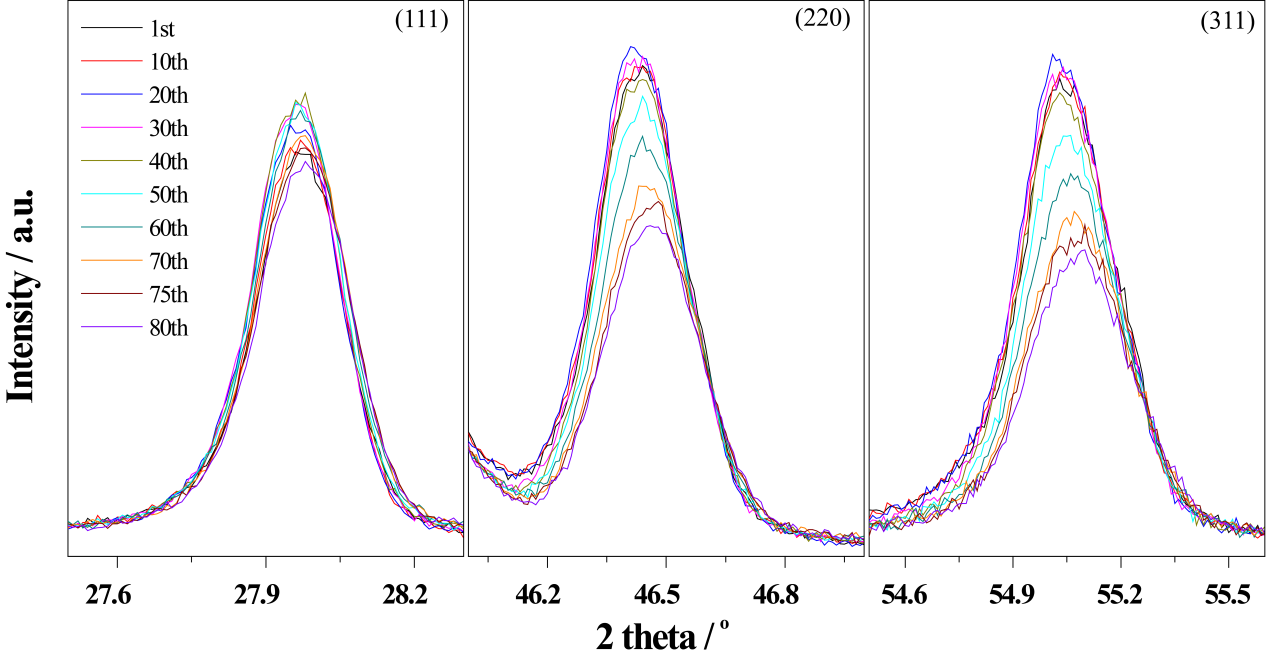 (111)
(220)
(311)
1st
10th
20th
30th
40th
50th
60th
70th
75th
80th
Intensity / a.u.
27.6 27.9 28.2 46.2 46.5 46.8 54.6 54.9 55.2 55.5
2 theta / °